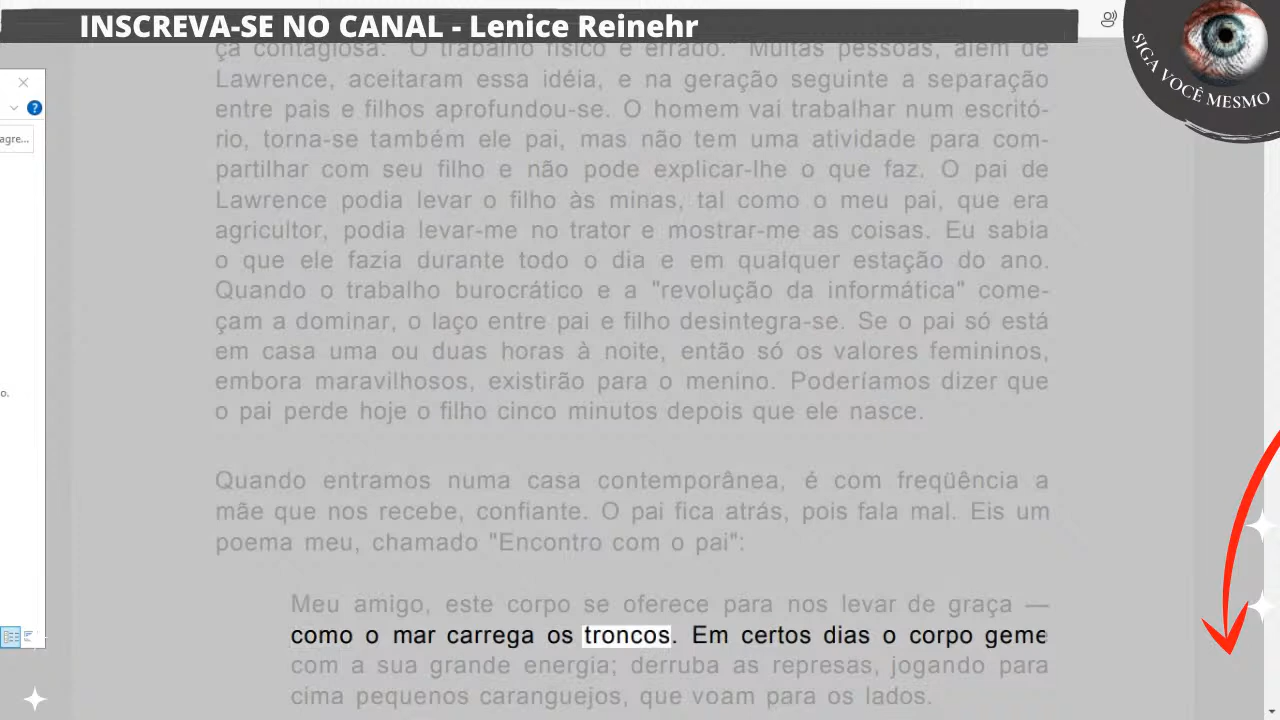 INSCREVA-SE NO CANAL - Lenice Reinehr
SIGA VOCÊ MESMO
agre...
o.
ça contagiosa: "O trabalho físico é errado." Muitas pessoas, além de
Lawrence, aceitaram essa idéia, e na geração seguinte a separação
entre pais e filhos aprofundou-se. O homem vai trabalhar num escritó-
rio, torna-se também ele pai, mas não tem uma atividade para com-
partilhar com seu filho e não pode explicar-lhe o que faz. O pai de
Lawrence podia levar o filho às minas, tal como o meu pai, que era
agricultor, podia levar-me no trator e mostrar-me as coisas. Eu sabia
o que ele fazia durante todo o dia e em qualquer estação do ano.
Quando o trabalho burocrático e a "revolução da informática" come-
çam a dominar, o laço entre pai e filho desintegra-se. Se o pai só está
em casa uma ou duas horas à noite, então só os valores femininos,
embora maravilhosos, existirão para o menino. Poderíamos dizer que
o pai perde hoje o filho cinco minutos depois que ele nasce.
Quando entramos numa casa contemporânea, é com freqüência a
mãe que nos recebe, confiante. O pai fica atrás, pois fala mal. Eis um
poema meu, chamado "Encontro com o pai":
Meu amigo, este corpo se oferece para nos levar de graça —
como o mar carrega os troncos. Em certos dias o corpo geme
com a sua grande energia; derruba as represas, jogando para
cima pequenos caranguejos, que voam para os lados.